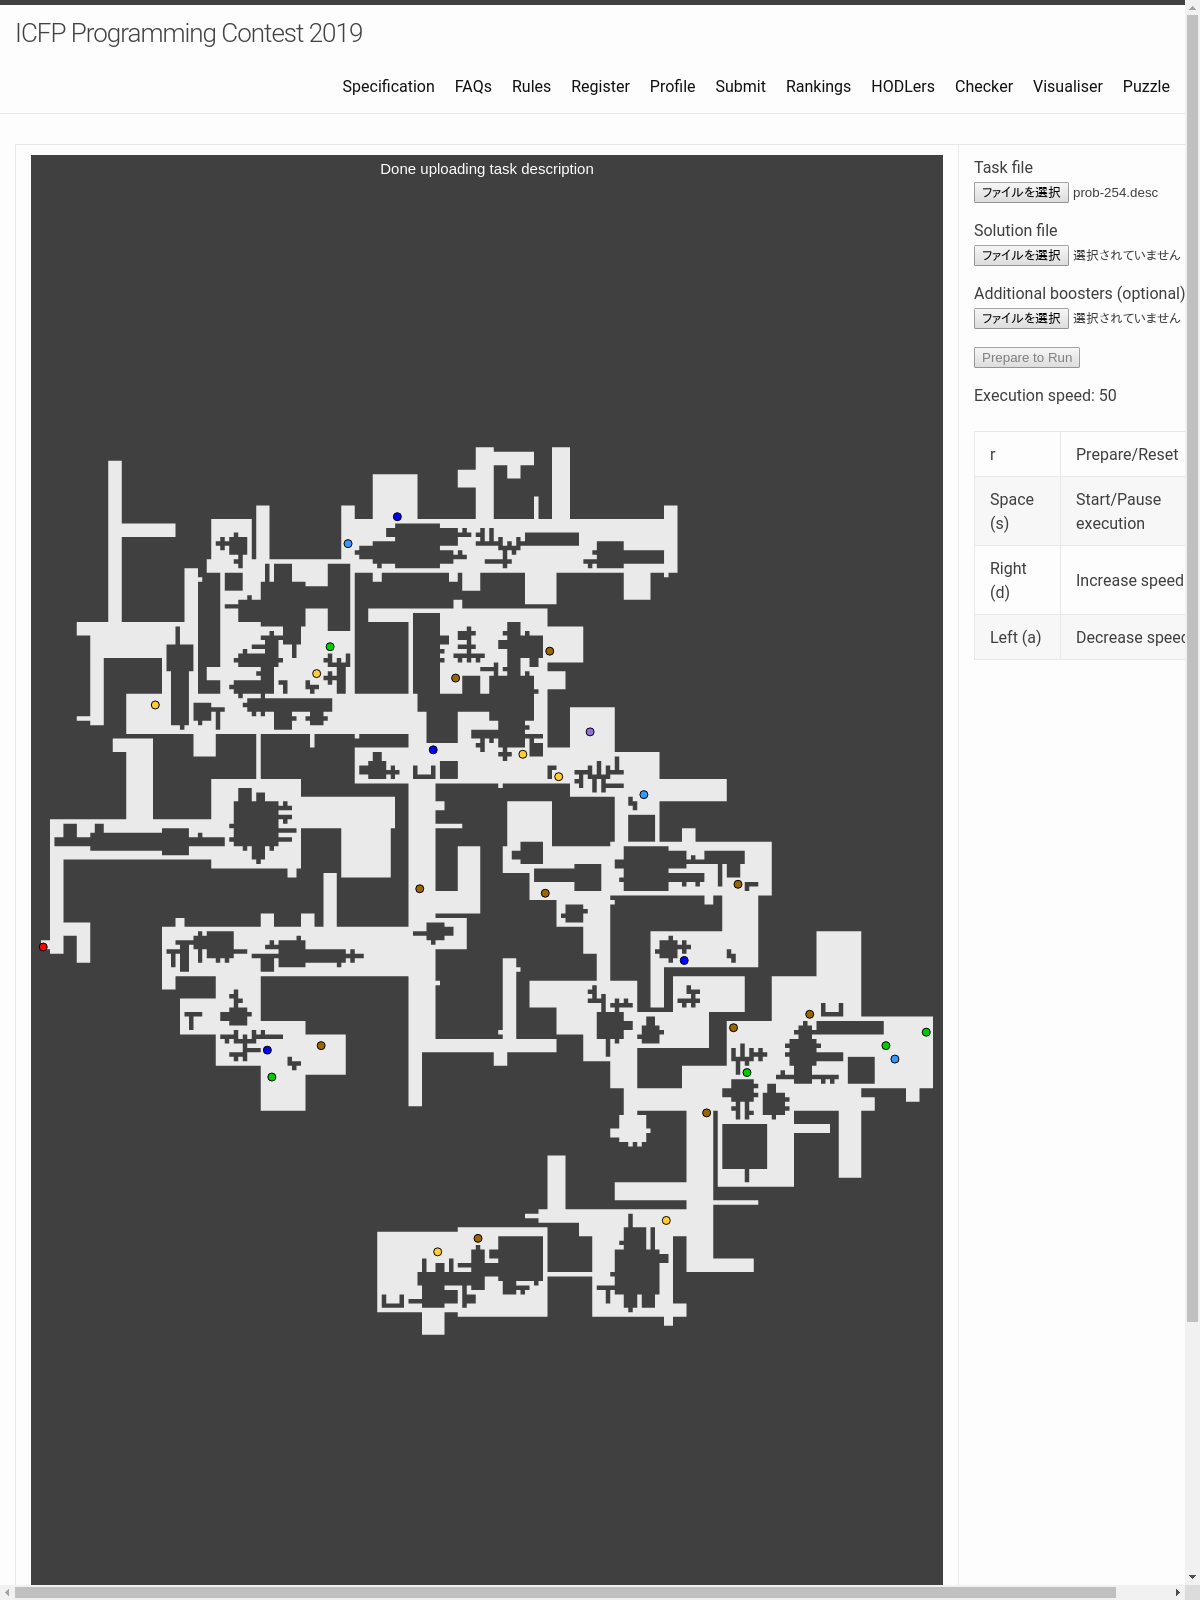 ICFP Programming Contest 2019
Specification FAQs Rules Register Profile Submit Rankings HODLers Checker Visualiser Puzzle
Done uploading task description
Task file
ファイルを選択 prob-254.desc
Solution file
ファイルを選択 選択されていません
Additional boosters (optional)
ファイルを選択 選択されていません
Prepare to Run
Execution speed: 50
r Prepare/Reset
Space (s) Start/Pause execution
Right (d) Increase speed
Left (a) Decrease speed